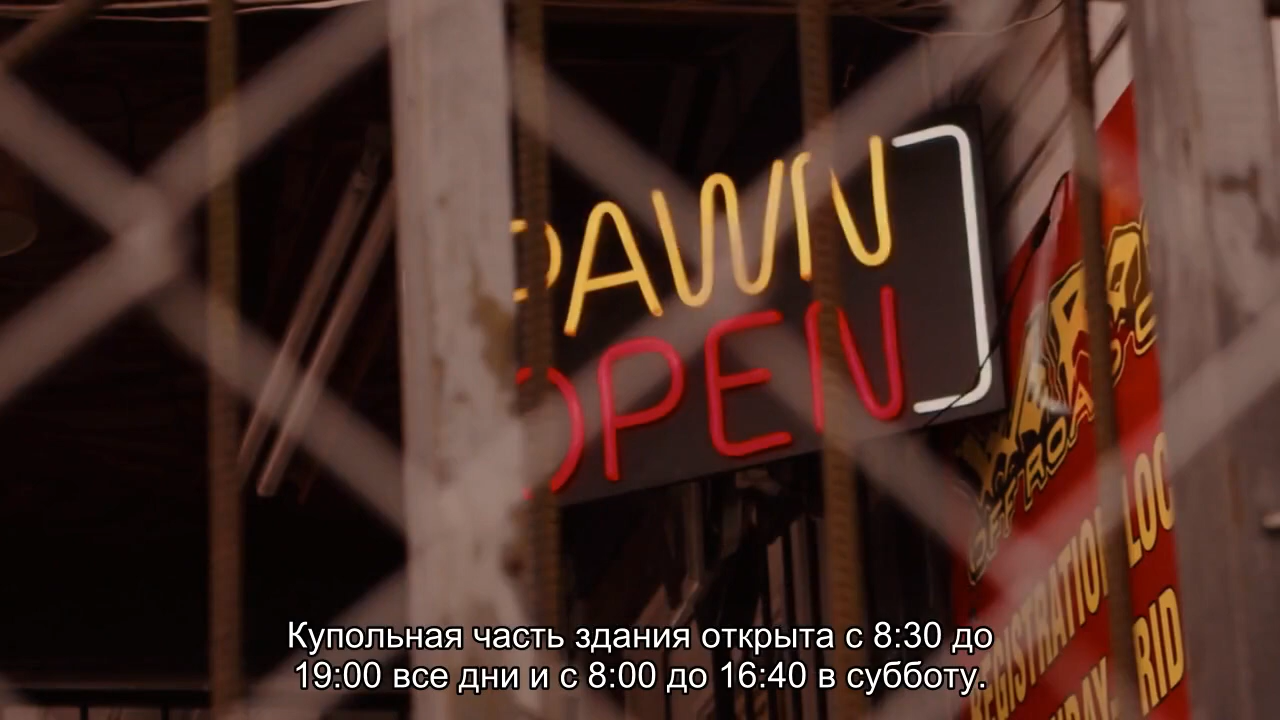 PAWN
OPEN
OFF ROAD
REGISTRATION
LOC
RID
Купольная часть здания открыта с 8:30 до
19:00 все дни и с 8:00 до 16:40 в субботу.